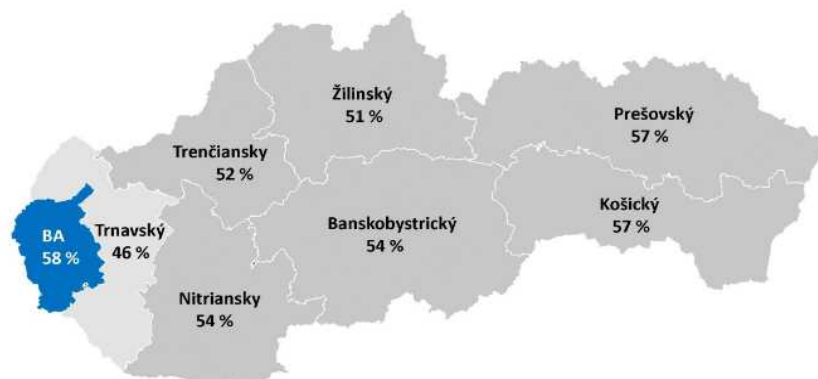 Žilinský
51 %
Prešovský
57 %
Trenčiansky
52 %
Košický
57 %
Banskobystrický
54 %
Trnavský
46 %
BA
58 %
Nitriansky
54 %